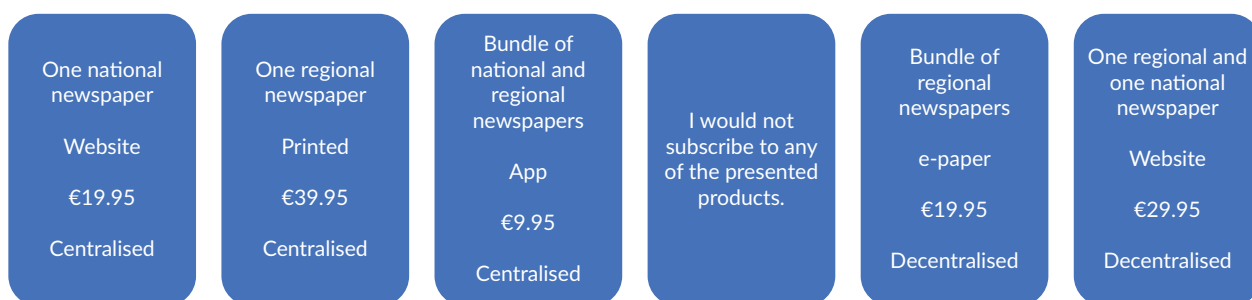 One national
newspaper
Website
€19.95
Centralised
One regional
newspaper
Printed
€39.95
Centralised
Bundle of
national and
regional
newspapers
App
€9.95
Centralised
I would not
subscribe to any
of the presented
products.
Bundle of
regional
newspapers
e-paper
€19.95
Decentralised
One regional and
one national
newspaper
Website
€29.95
Decentralised